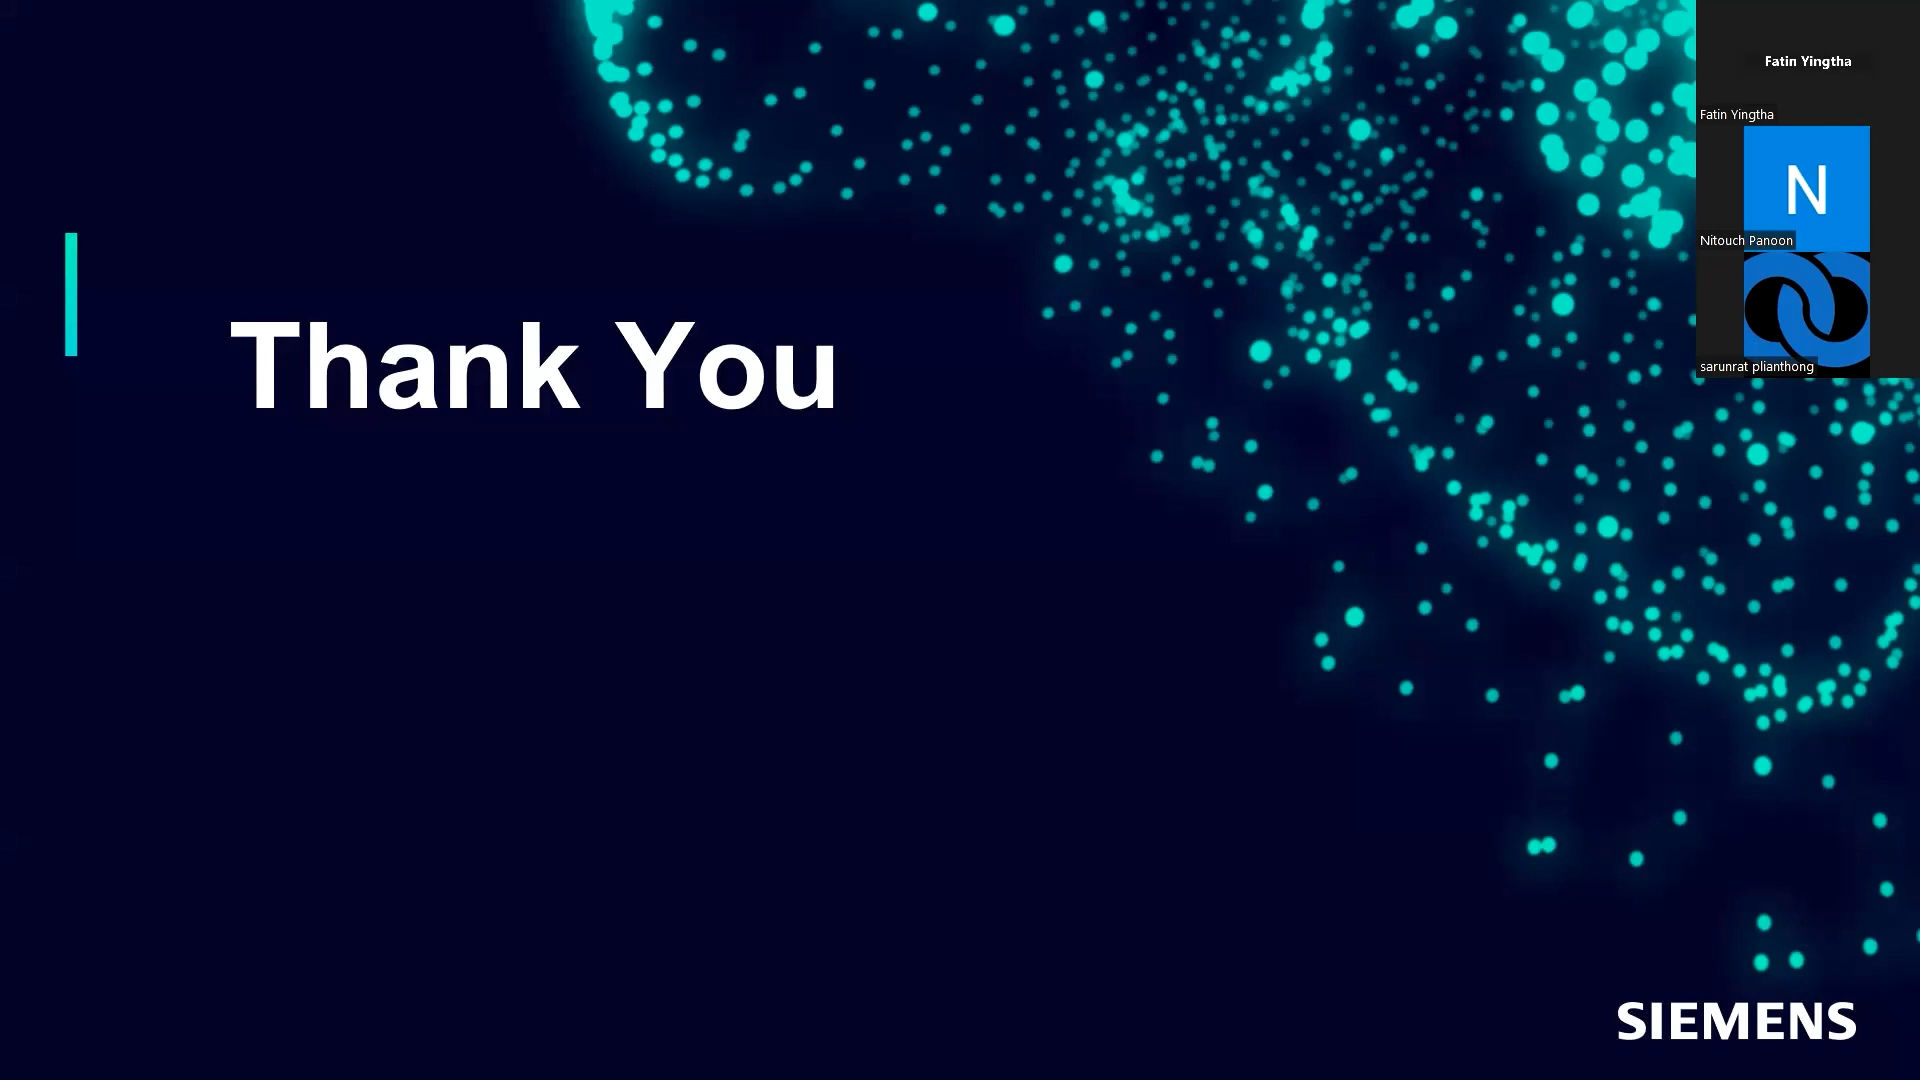 Fatin Yingtha
Fatin Yingtha
N
Nitouch Panoon
sarunrat plianthong
Thank You
SIEMENS